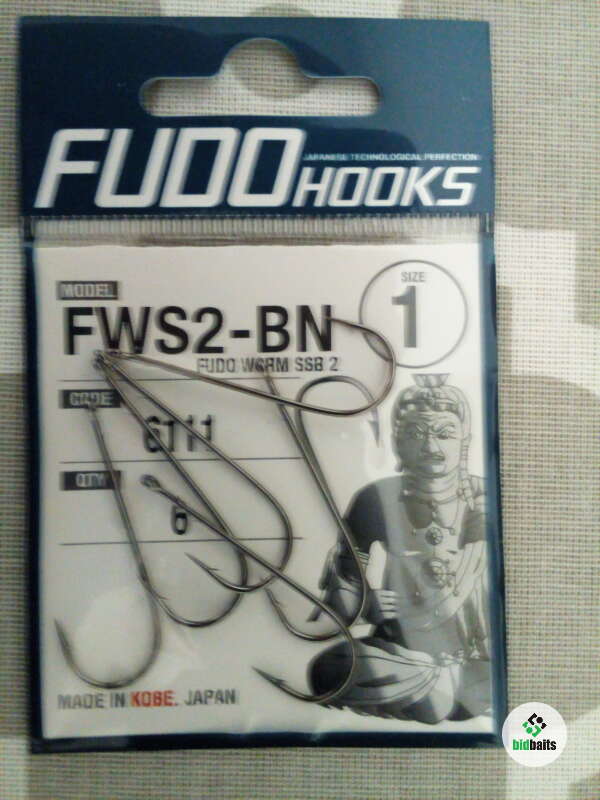 FUDO HOOKS
JAPANESE TECHNOLOGICAL PERFECTION
MODEL
SIZE
1
FWS2-BN
FUDO WORM SSB 2
CODE
6111
QTY
6
MADE IN KOBE. JAPAN
bidbaits